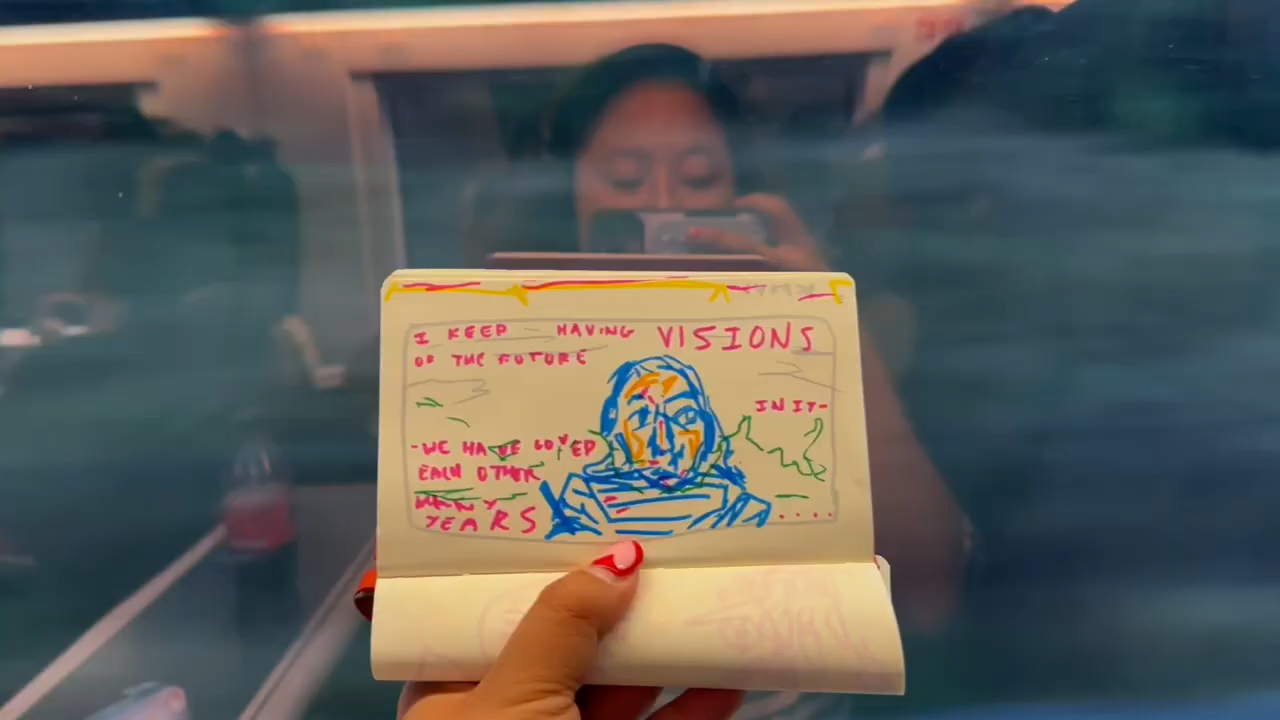 I KEEP HAVING VISIONS
OF THE FUTURE
IN IT-
-WE HAVE LOVED
EACH OTHER
MANY
YEARS
....